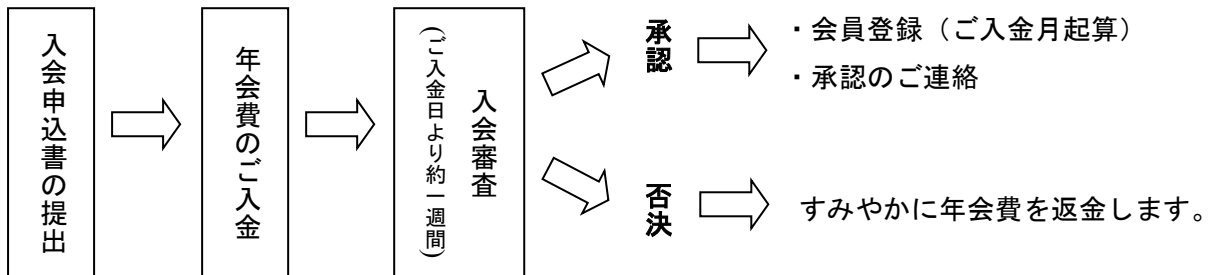 入会申込書の提出
年会費のご入金
入会審査
(ご入金日より約一週間)
承認
・会員登録（ご入金月起算）
・承認のご連絡
否決
すみやかに年会費を返金します。